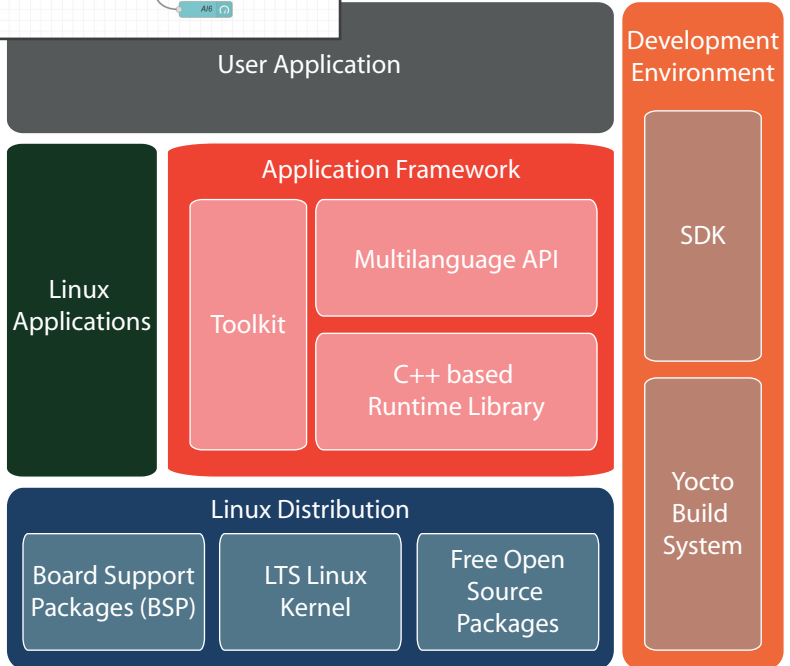 AI6
User Application
Development
Environment
Application Framework
SDK
Multilanguage API
Linux
Applications
Toolkit
C++ based
Runtime Library
Yocto
Build
System
Linux Distribution
Board Support
Packages (BSP)
LTS Linux
Kernel
Free Open
Source
Packages